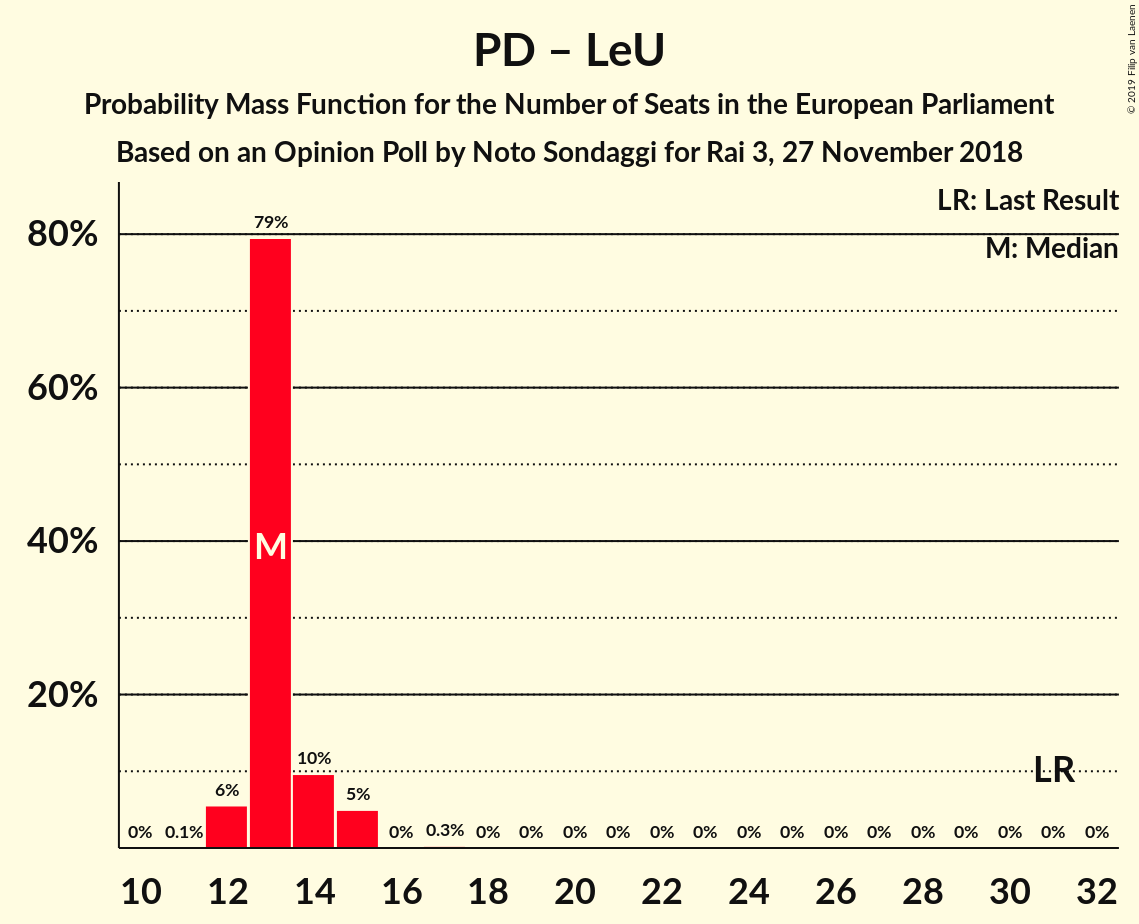 PD – LeU
Probability Mass Function for the Number of Seats in the European Parliament
Based on an Opinion Poll by Noto Sondaggi for Rai 3, 27 November 2018
© 2019 Filip van Laenen
LR: Last Result
M: Median
80%
60%
40%
20%
0% 0.1% 6% 79% 10% 5% 0% 0.3% 0% 0% 0% 0% 0% 0% 0% 0% 0% 0% 0% 0% 0% 0% 0%
M
LR
10 12 14 16 18 20 22 24 26 28 30 32